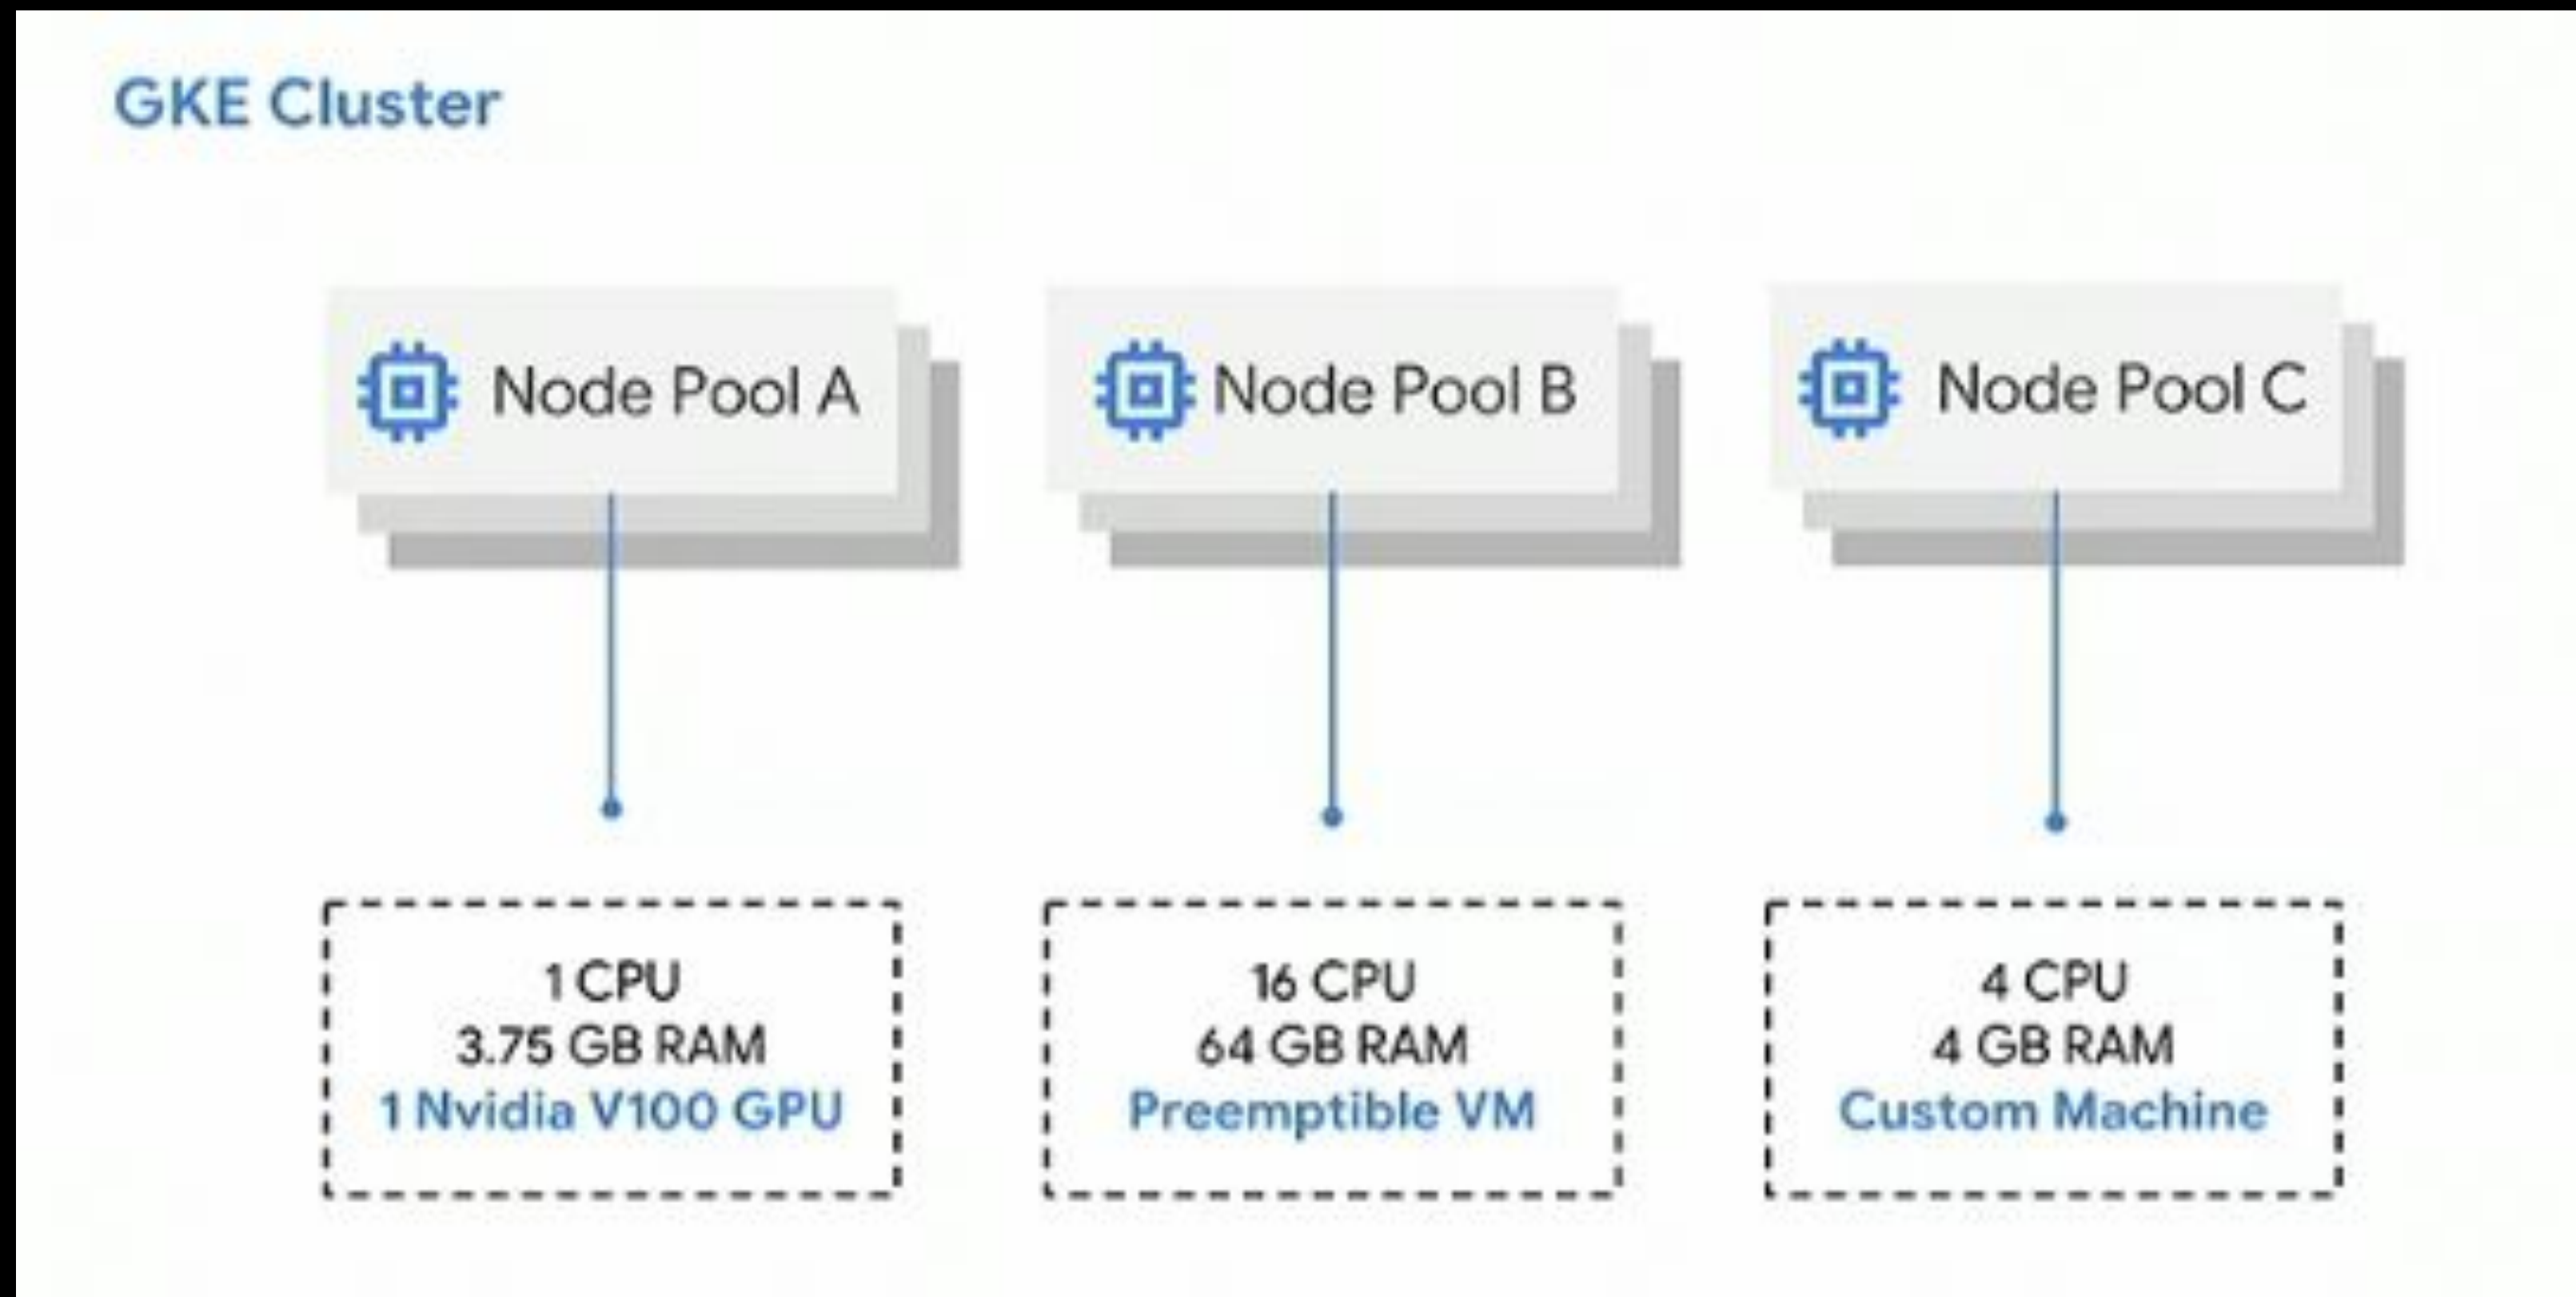 GKE Cluster
Node Pool A
Node Pool B
Node Pool C
1 CPU
3.75 GB RAM
1 Nvidia V100 GPU
16 CPU
64 GB RAM
Preemptible VM
4 CPU
4 GB RAM
Custom Machine